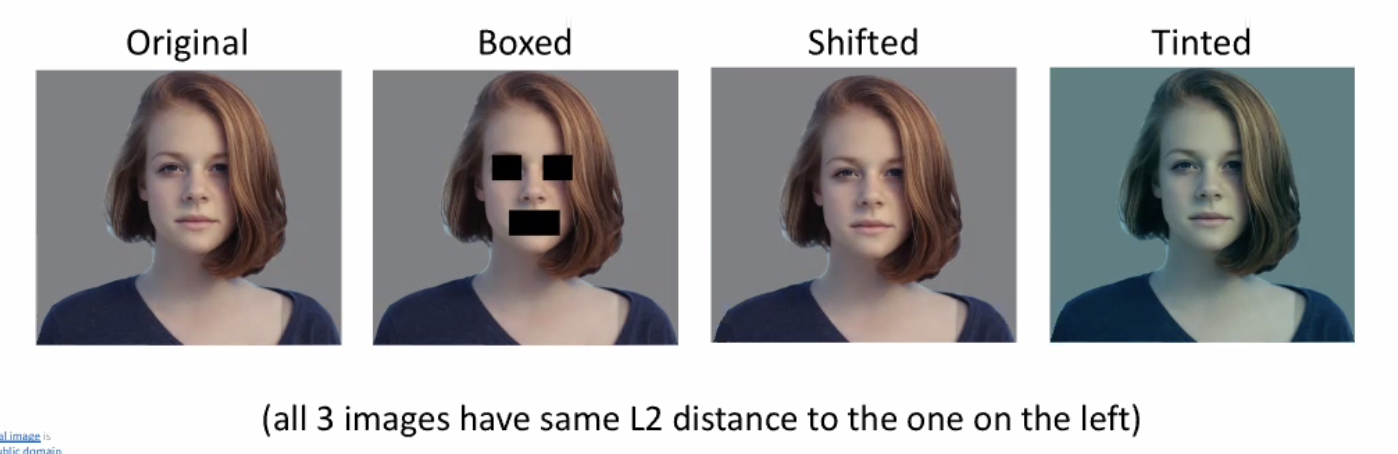 Original Boxed Shifted Tinted
(all 3 images have same L2 distance to the one on the left)
al image is
ublic domain